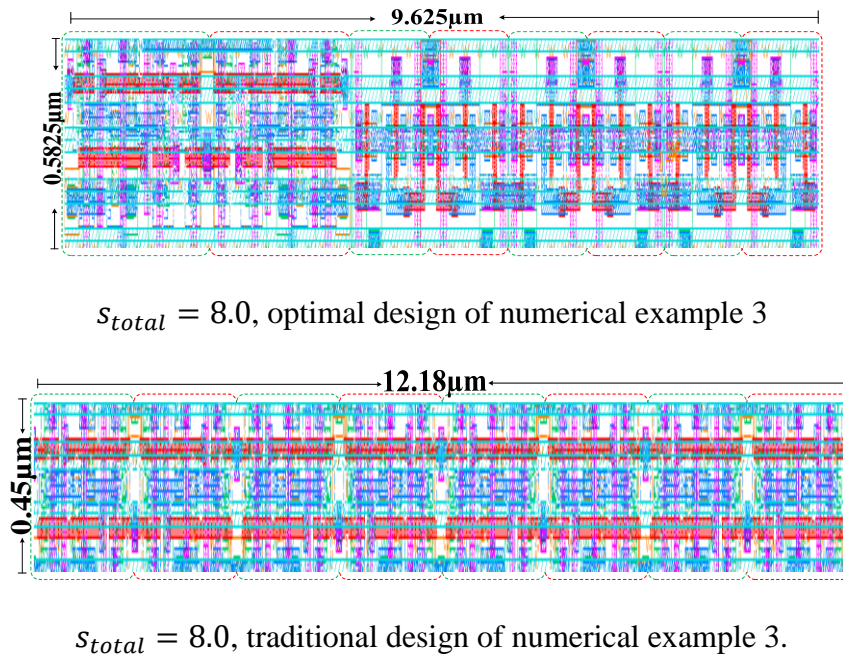 9.625μm
0.5825μm
s_total = 8.0, optimal design of numerical example 3
12.18μm
0.45μm
s_total = 8.0, traditional design of numerical example 3.